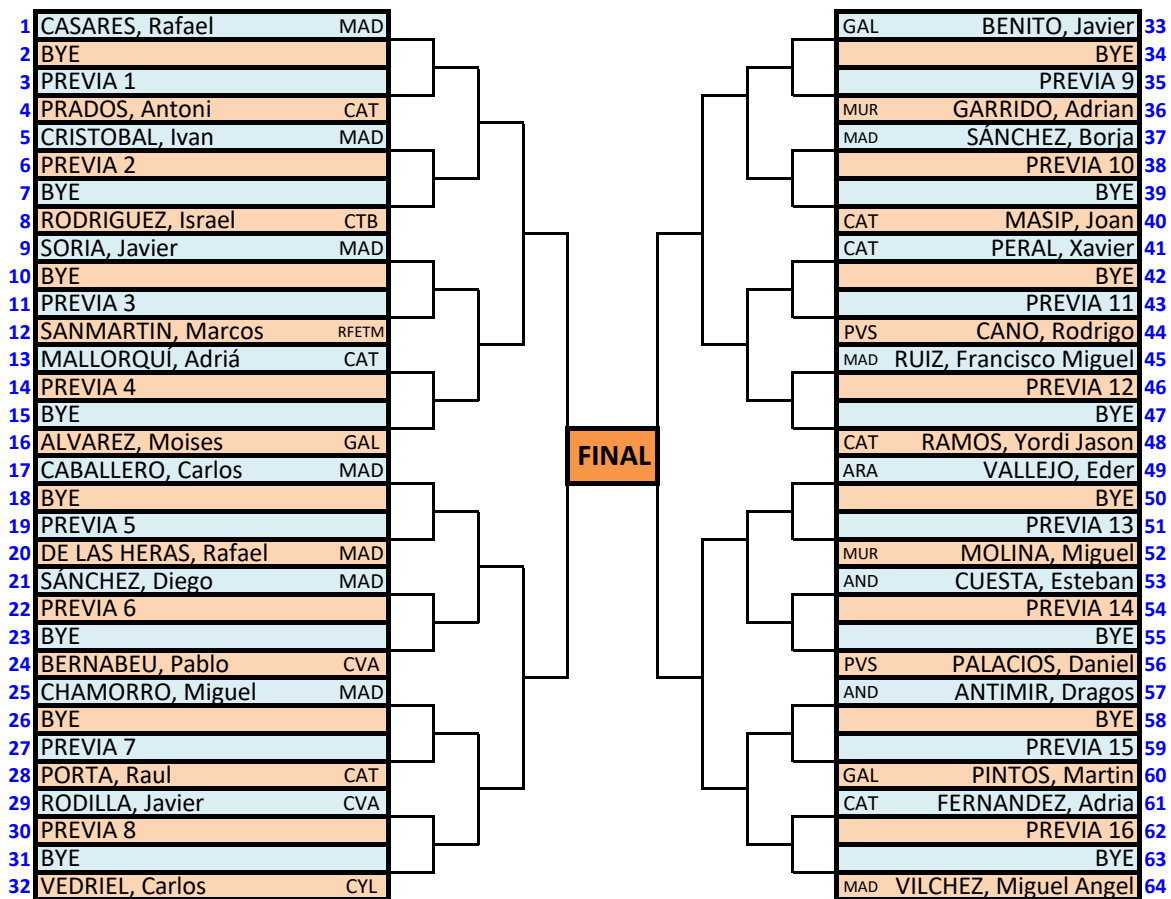 1 CASARES, Rafael MAD
2 BYE
3 PREVIA 1
4 PRADOS, Antoni CAT
5 CRISTOBAL, Ivan MAD
6 PREVIA 2
7 BYE
8 RODRIGUEZ, Israel CTB
9 SORIA, Javier MAD
10 BYE
11 PREVIA 3
12 SANMARTIN, Marcos RFETM
13 MALLORQUÍ, Adriá CAT
14 PREVIA 4
15 BYE
16 ALVAREZ, Moises GAL
17 CABALLERO, Carlos MAD
18 BYE
19 PREVIA 5
20 DE LAS HERAS, Rafael MAD
21 SÁNCHEZ, Diego MAD
22 PREVIA 6
23 BYE
24 BERNABEU, Pablo CVA
25 CHAMORRO, Miguel MAD
26 BYE
27 PREVIA 7
28 PORTA, Raul CAT
29 RODILLA, Javier CVA
30 PREVIA 8
31 BYE
32 VEDRIEL, Carlos CYL
FINAL
GAL BENITO, Javier 33
BYE 34
PREVIA 9 35
MUR GARRIDO, Adrian 36
MAD SÁNCHEZ, Borja 37
PREVIA 10 38
BYE 39
CAT MASIP, Joan 40
CAT PERAL, Xavier 41
BYE 42
PREVIA 11 43
PVS CANO, Rodrigo 44
MAD RUIZ, Francisco Miguel 45
PREVIA 12 46
BYE 47
CAT RAMOS, Yordi Jason 48
ARA VALLEJO, Eder 49
BYE 50
PREVIA 13 51
MUR MOLINA, Miguel 52
AND CUESTA, Esteban 53
PREVIA 14 54
BYE 55
PVS PALACIOS, Daniel 56
AND ANTIMIR, Dragos 57
BYE 58
PREVIA 15 59
GAL PINTOS, Martin 60
CAT FERNANDEZ, Adria 61
PREVIA 16 62
BYE 63
MAD VILCHEZ, Miguel Angel 64